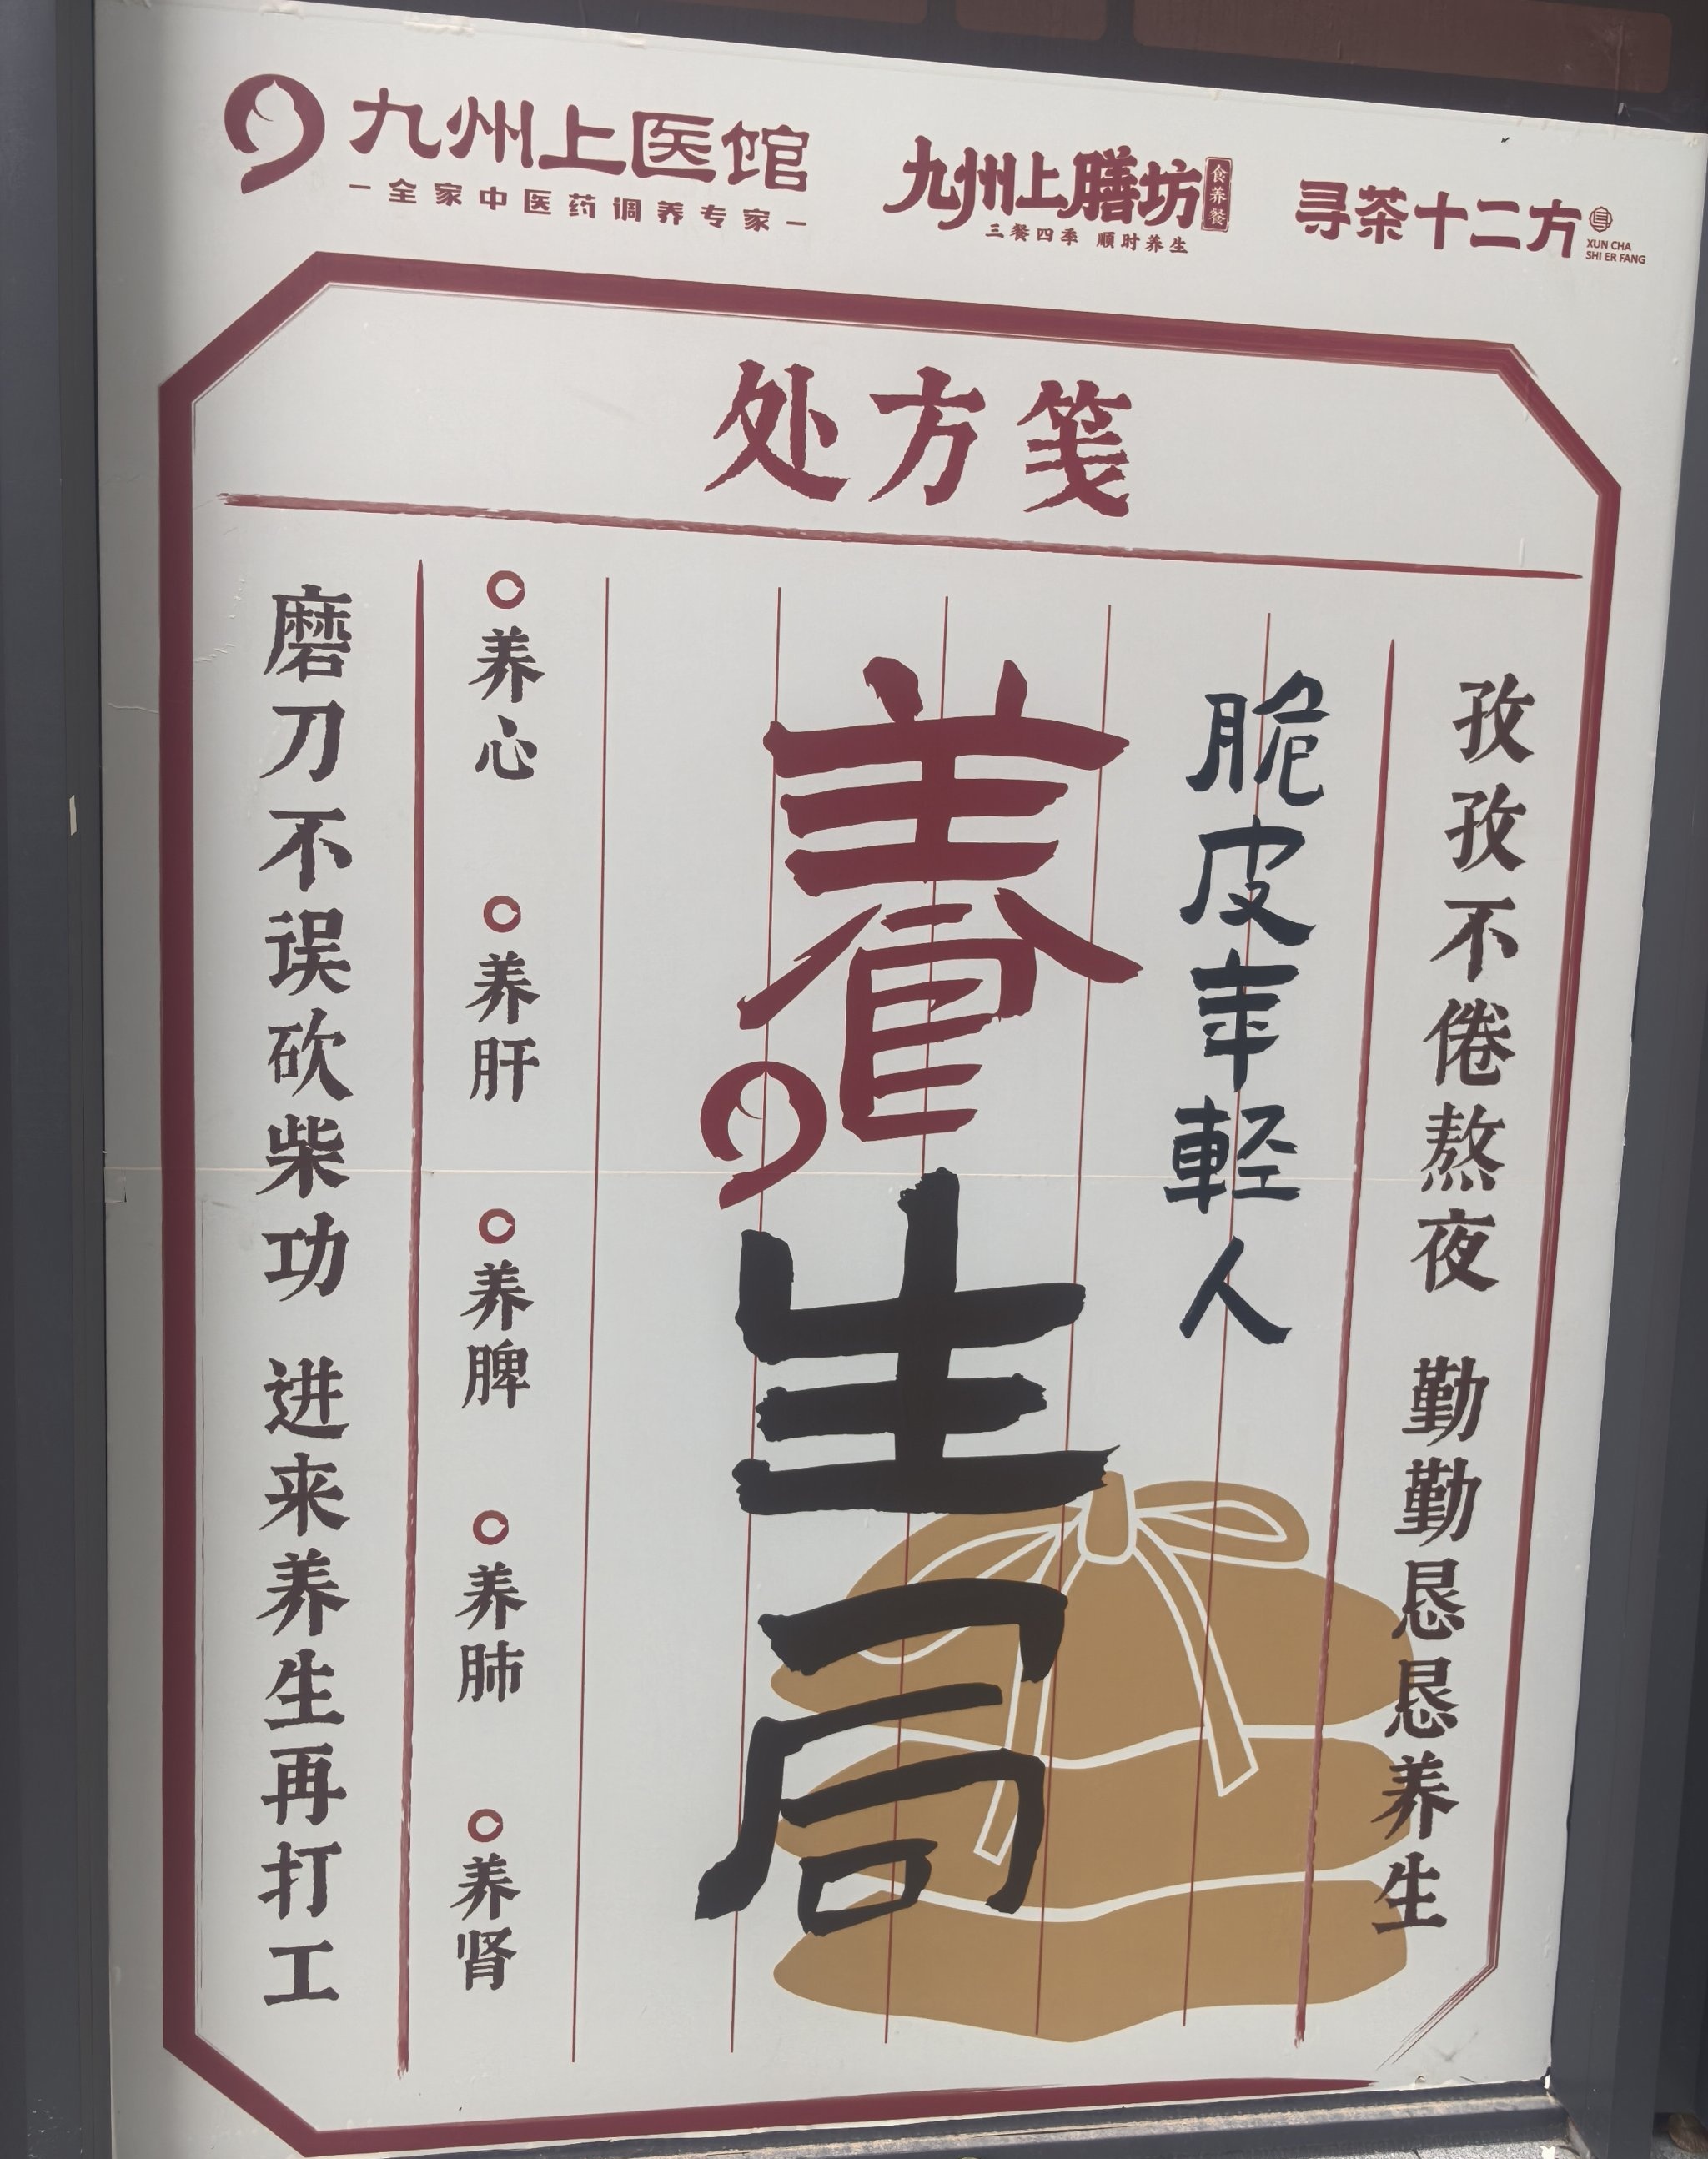 九州上医馆
全家中医药调养专家
九州上膳坊
食养餐
三餐四季 顺时养生
寻茶十二方
XUN CHA
SHI ER FANG
处方笺
孜孜不倦熬夜 勤勤恳恳养生
脆皮年輕人
養生局
养心
养肝
养脾
养肺
养肾
磨刀不误砍柴功 进来养生再打工